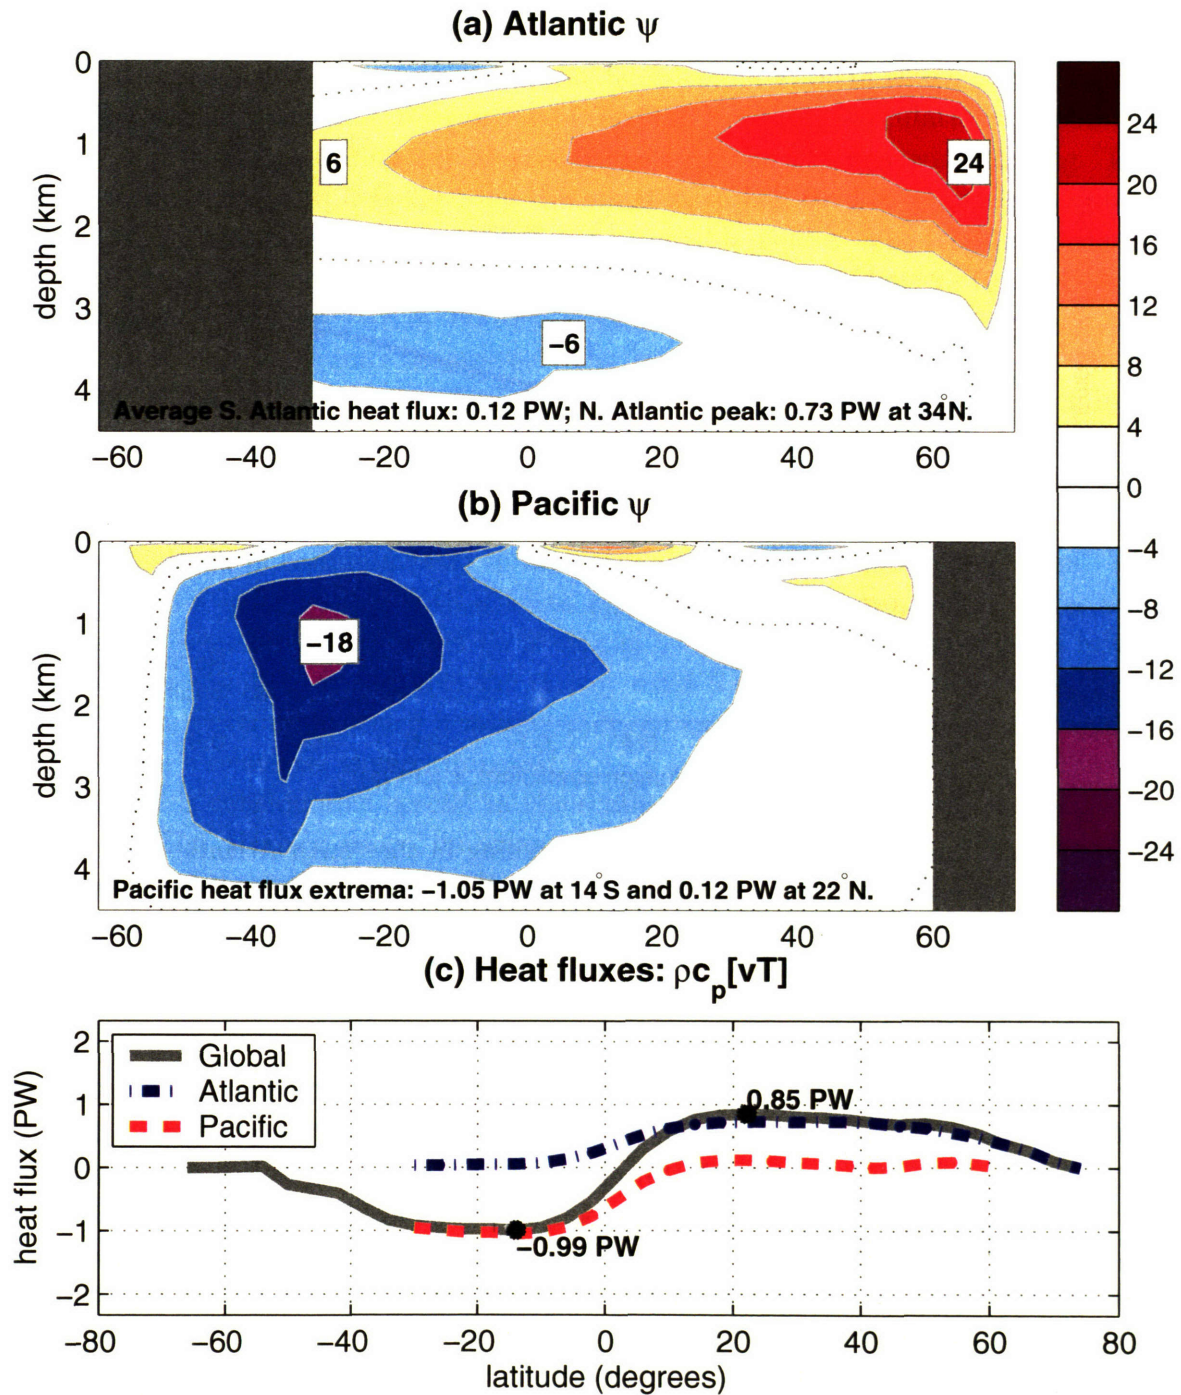 (a) Atlantic ψ
0
1
2
3
4
depth (km)
6
24
−6
Average S. Atlantic heat flux: 0.12 PW; N. Atlantic peak: 0.73 PW at 34°N.
−60 −40 −20 0 20 40 60
24
20
16
12
8
4
0
−4
−8
−12
−16
−20
−24
(b) Pacific ψ
0
1
2
3
4
depth (km)
−18
Pacific heat flux extrema: −1.05 PW at 14°S and 0.12 PW at 22°N.
−60 −40 −20 0 20 40 60
(c) Heat fluxes: ρcp[vT]
2
1
0
−1
−2
heat flux (PW)
Global
Atlantic
Pacific
0.85 PW
−0.99 PW
−80 −60 −40 −20 0 20 40 60 80
latitude (degrees)